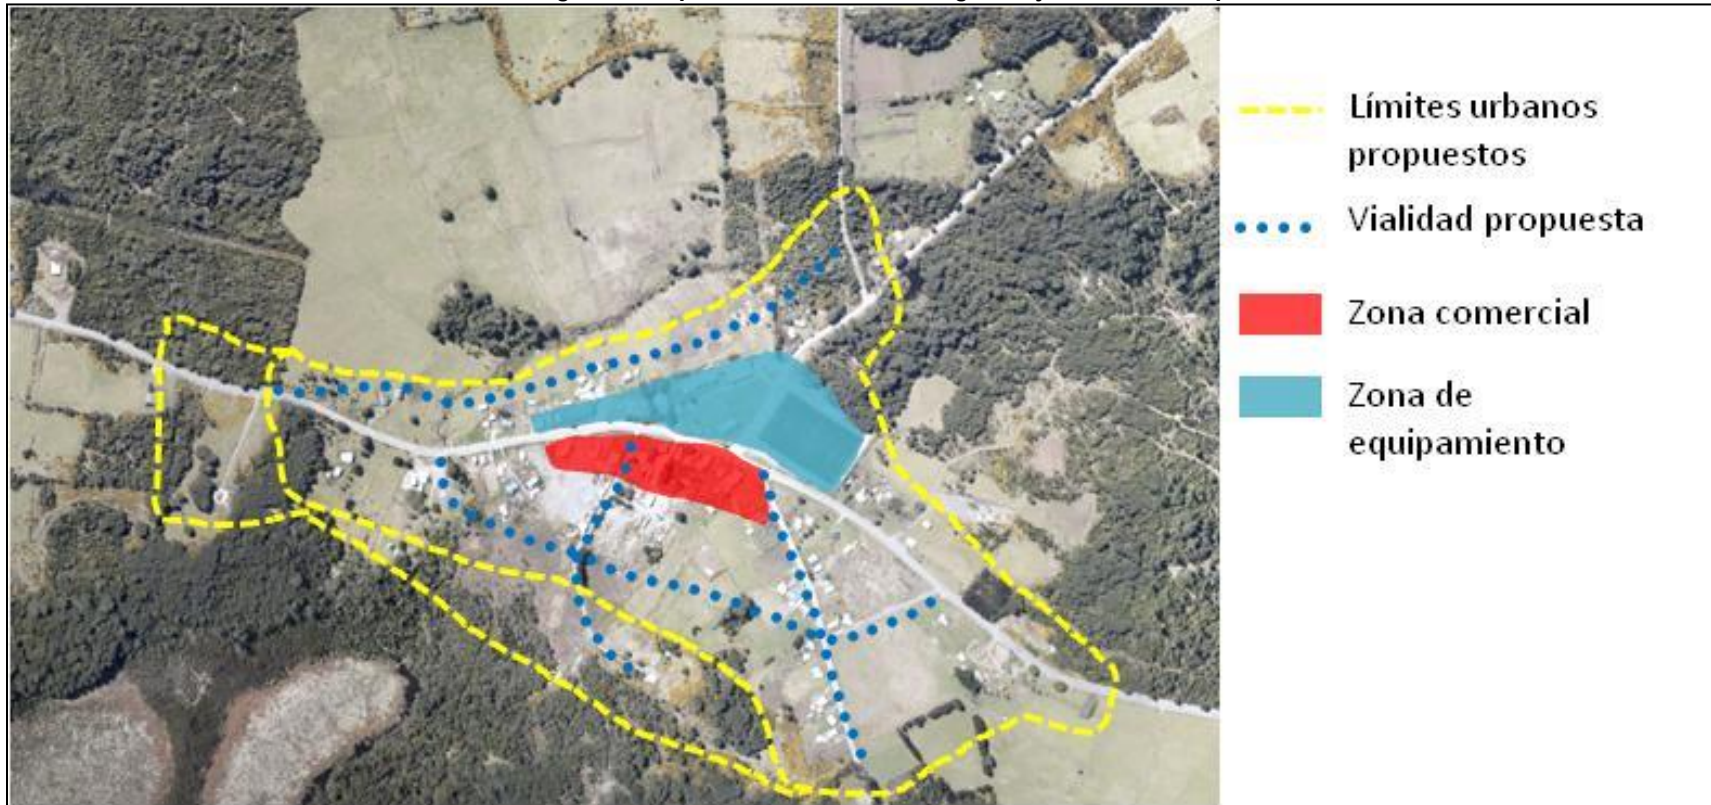 Límites urbanos
propuestos
Vialidad propuesta
Zona comercial
Zona de
equipamiento